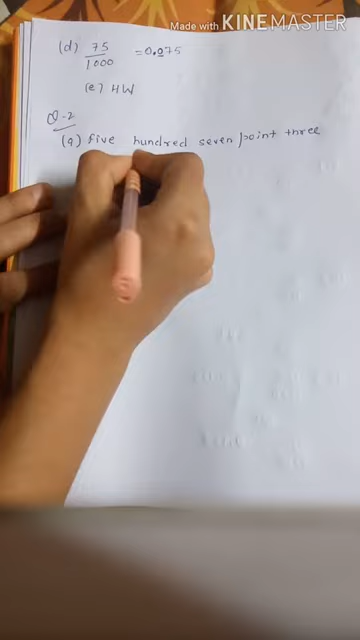 Made with KINEMASTER
(d) 75/1000 = 0.075
(e) HW
Q-2
(a) five hundred seven point three